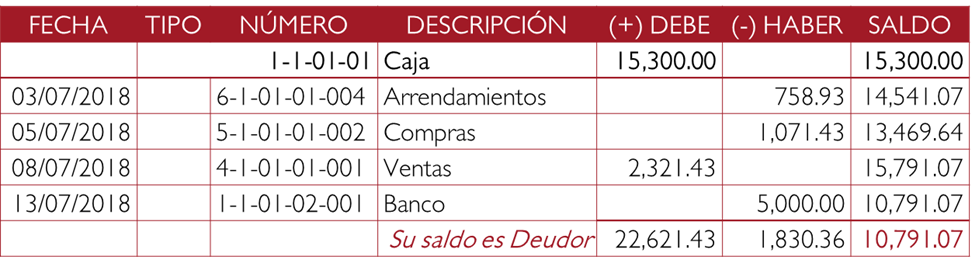 FECHA TIPO NÚMERO DESCRIPCIÓN (+) DEBE (-) HABER SALDO
1-1-01-01 Caja 15,300.00 15,300.00
03/07/2018 6-1-01-01-004 Arrendamientos 758.93 14,541.07
05/07/2018 5-1-01-01-002 Compras 1,071.43 13,469.64
08/07/2018 4-1-01-01-001 Ventas 2,321.43 15,791.07
13/07/2018 1-1-01-02-001 Banco 5,000.00 10,791.07
Su saldo es Deudor 22,621.43 1,830.36 10,791.07